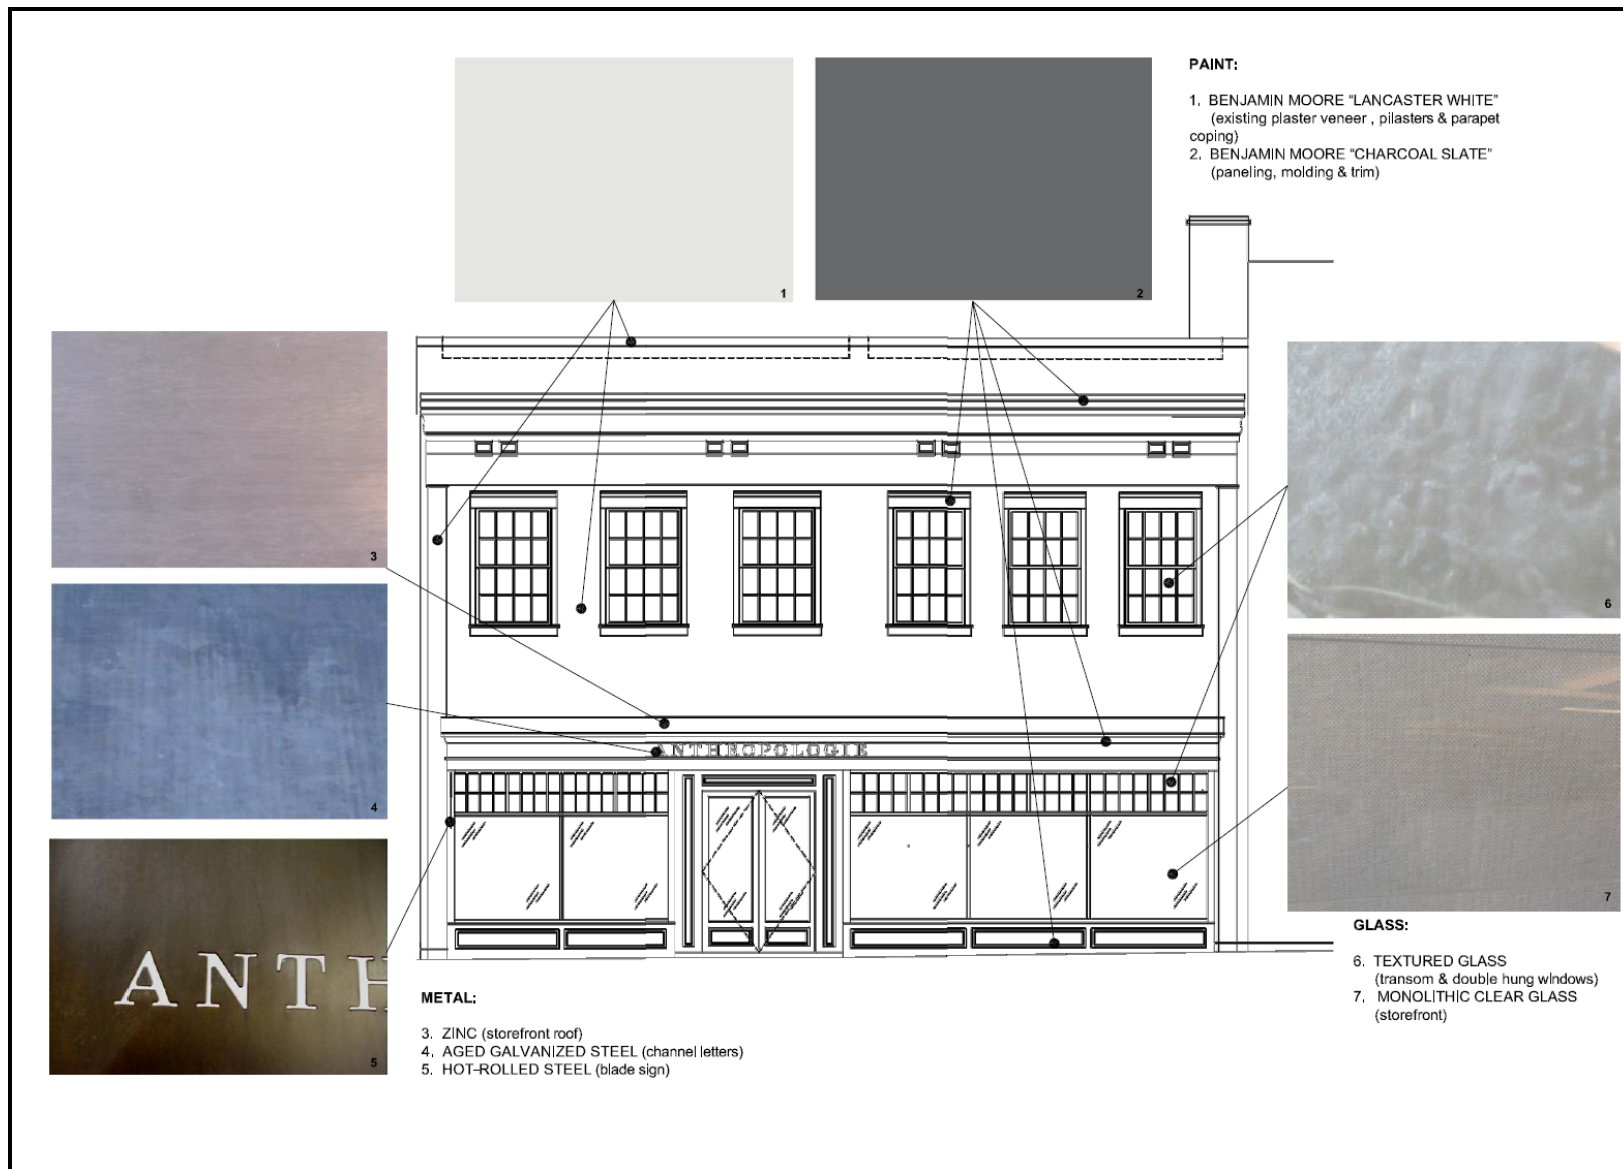 PAINT:
1. BENJAMIN MOORE “LANCASTER WHITE”
(existing plaster veneer , pilasters & parapet
coping)
2. BENJAMIN MOORE “CHARCOAL SLATE”
(paneling, molding & trim)
1
2
3
4
ANTHROPOLOGIE
6
7
ANTH
5
METAL:
3. ZINC (storefront roof)
4. AGED GALVANIZED STEEL (channel letters)
5. HOT-ROLLED STEEL (blade sign)
GLASS:
6. TEXTURED GLASS
(transom & double hung windows)
7. MONOLITHIC CLEAR GLASS
(storefront)